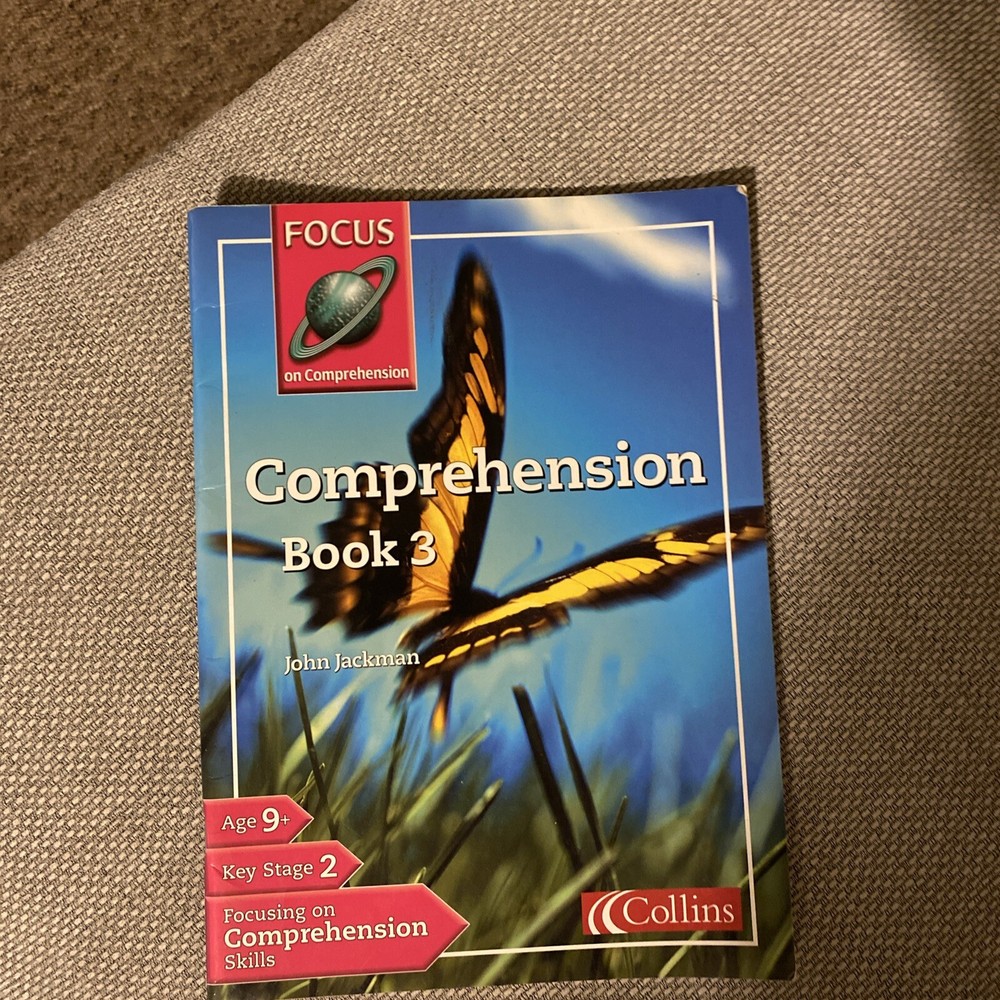 FOCUS
on Comprehension
Comprehension
Book 3
John Jackman
Age 9+
Key Stage 2
Focusing on
Comprehension
Skills
Collins